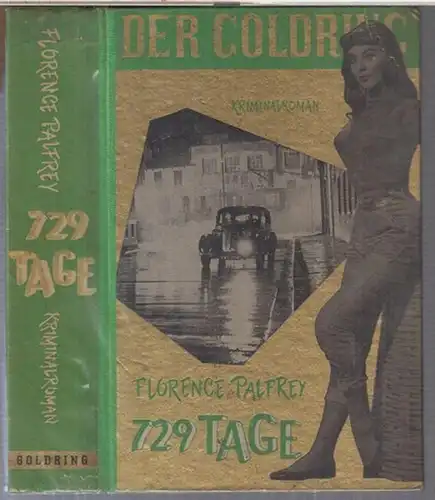 FLORENCE PALFREY
729
TAGE
KRIMINALROMAN
GOLDRING
DER GOLDRING
KRIMINALROMAN
FLORENCE PALFREY
729 TAGE